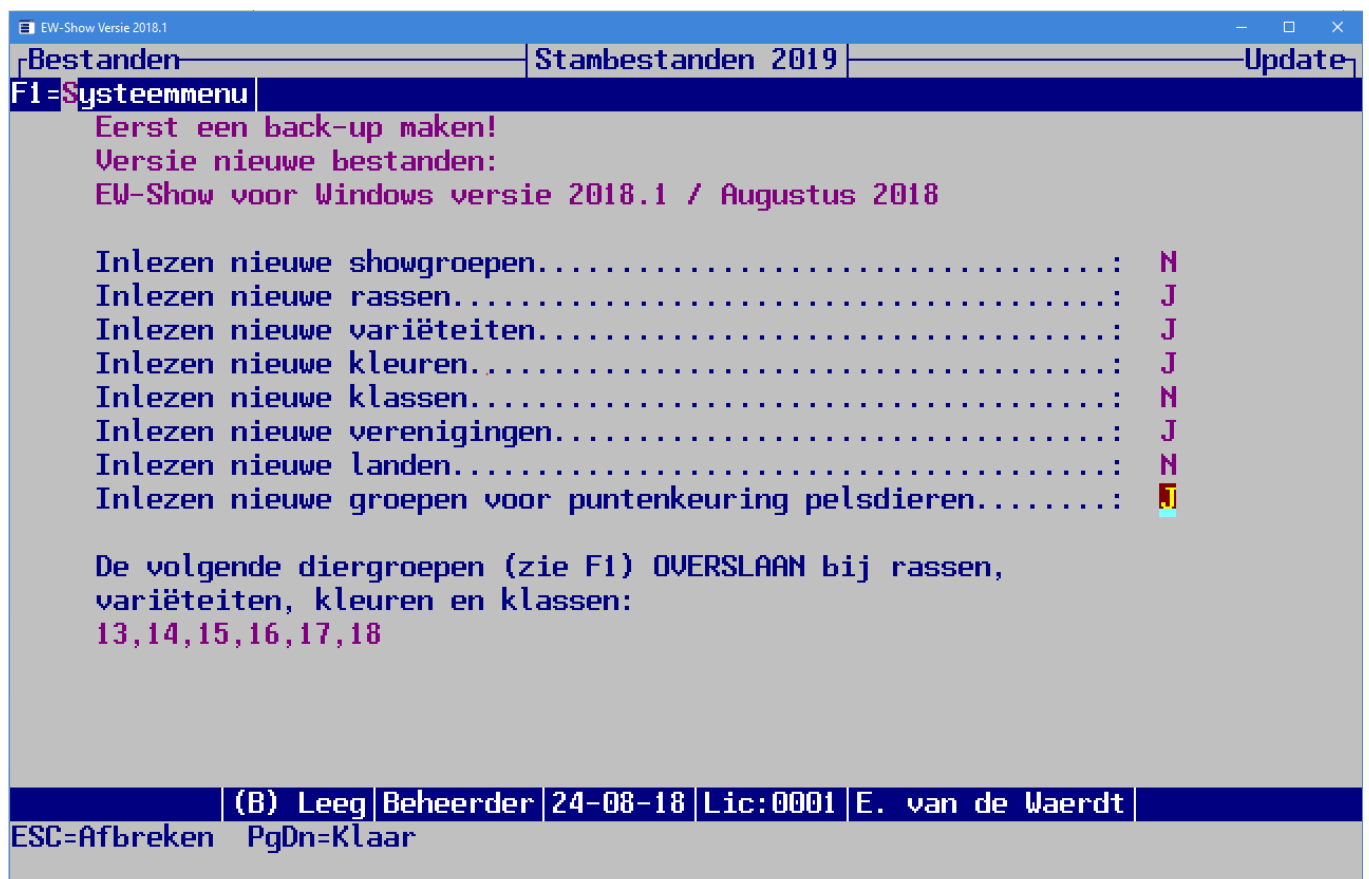 EW-Show Versie 2018.1
Bestanden Stambestanden 2019 Update
F1=Systeemmenu
Eerst een back-up maken!
Versie nieuwe bestanden:
EW-Show voor Windows versie 2018.1 / Augustus 2018
Inlezen nieuwe showgroepen..................................: N
Inlezen nieuwe rassen.......................................: J
Inlezen nieuwe variëteiten..................................: J
Inlezen nieuwe kleuren......................................: J
Inlezen nieuwe klassen......................................: N
Inlezen nieuwe verenigingen.................................: J
Inlezen nieuwe landen.......................................: N
Inlezen nieuwe groepen voor puntenkeuring pelsdieren........: J
De volgende diergroepen (zie F1) OVERSLAAN bij rassen,
variëteiten, kleuren en klassen:
13,14,15,16,17,18
(B) Leeg Beheerder 24-08-18 Lic:0001 E. van de Waerdt
ESC=Afbreken PgDn=Klaar